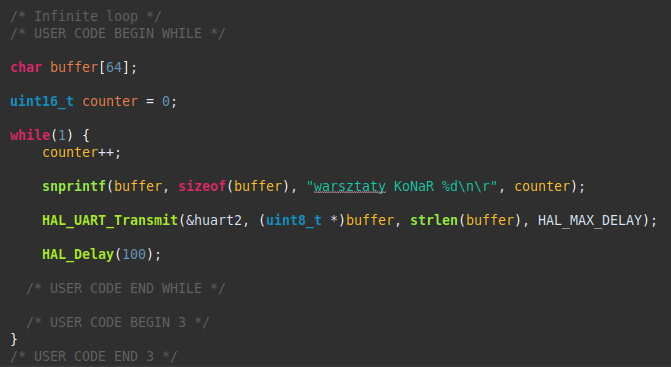 /* Infinite loop */
/* USER CODE BEGIN WHILE */
char buffer[64];
uint16_t counter = 0;
while(1) {
counter++;
snprintf(buffer, sizeof(buffer), "warsztaty KoNaR %d\n\r", counter);
HAL_UART_Transmit(&huart2, (uint8_t *)buffer, strlen(buffer), HAL_MAX_DELAY);
HAL_Delay(100);
/* USER CODE END WHILE */
/* USER CODE BEGIN 3 */
}
/* USER CODE END 3 */